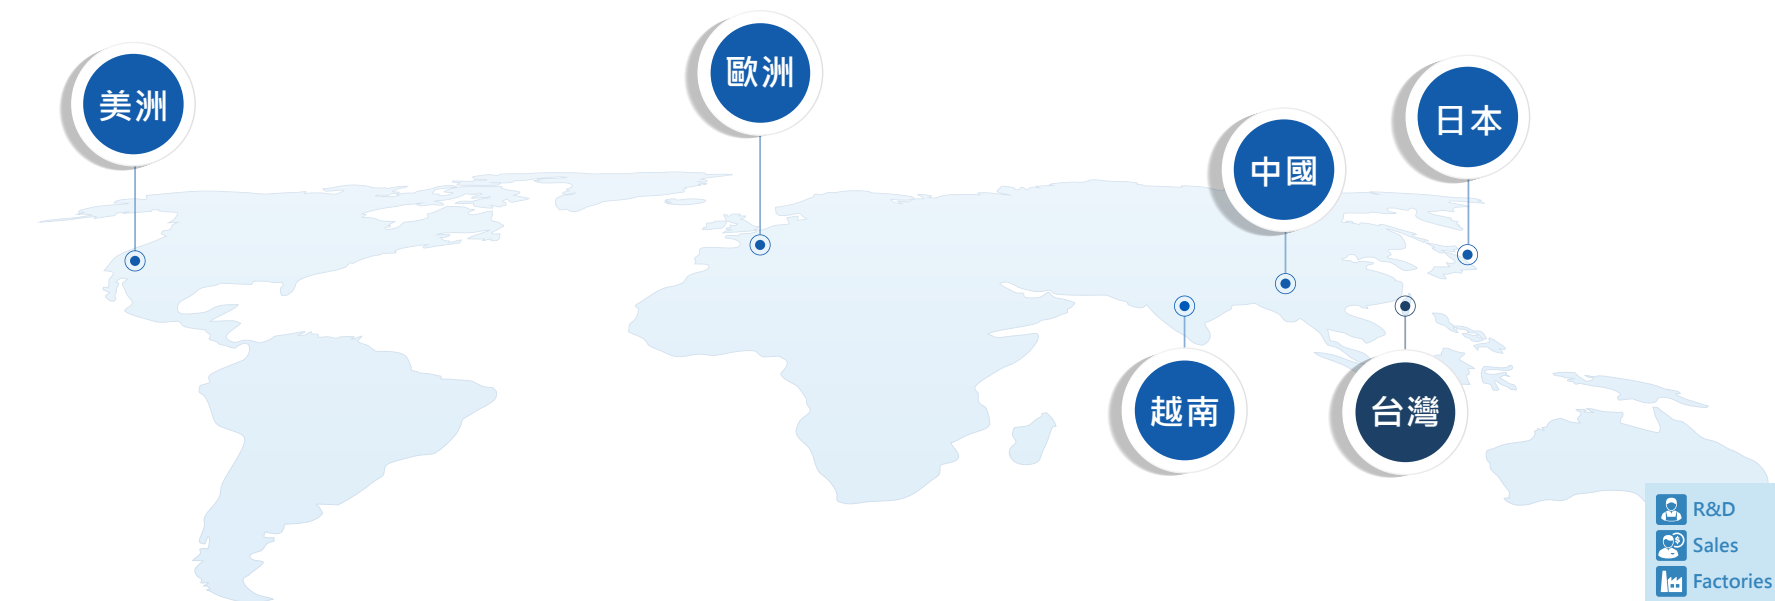 美洲
歐洲
中國
日本
越南
台灣
R&D
Sales
Factories